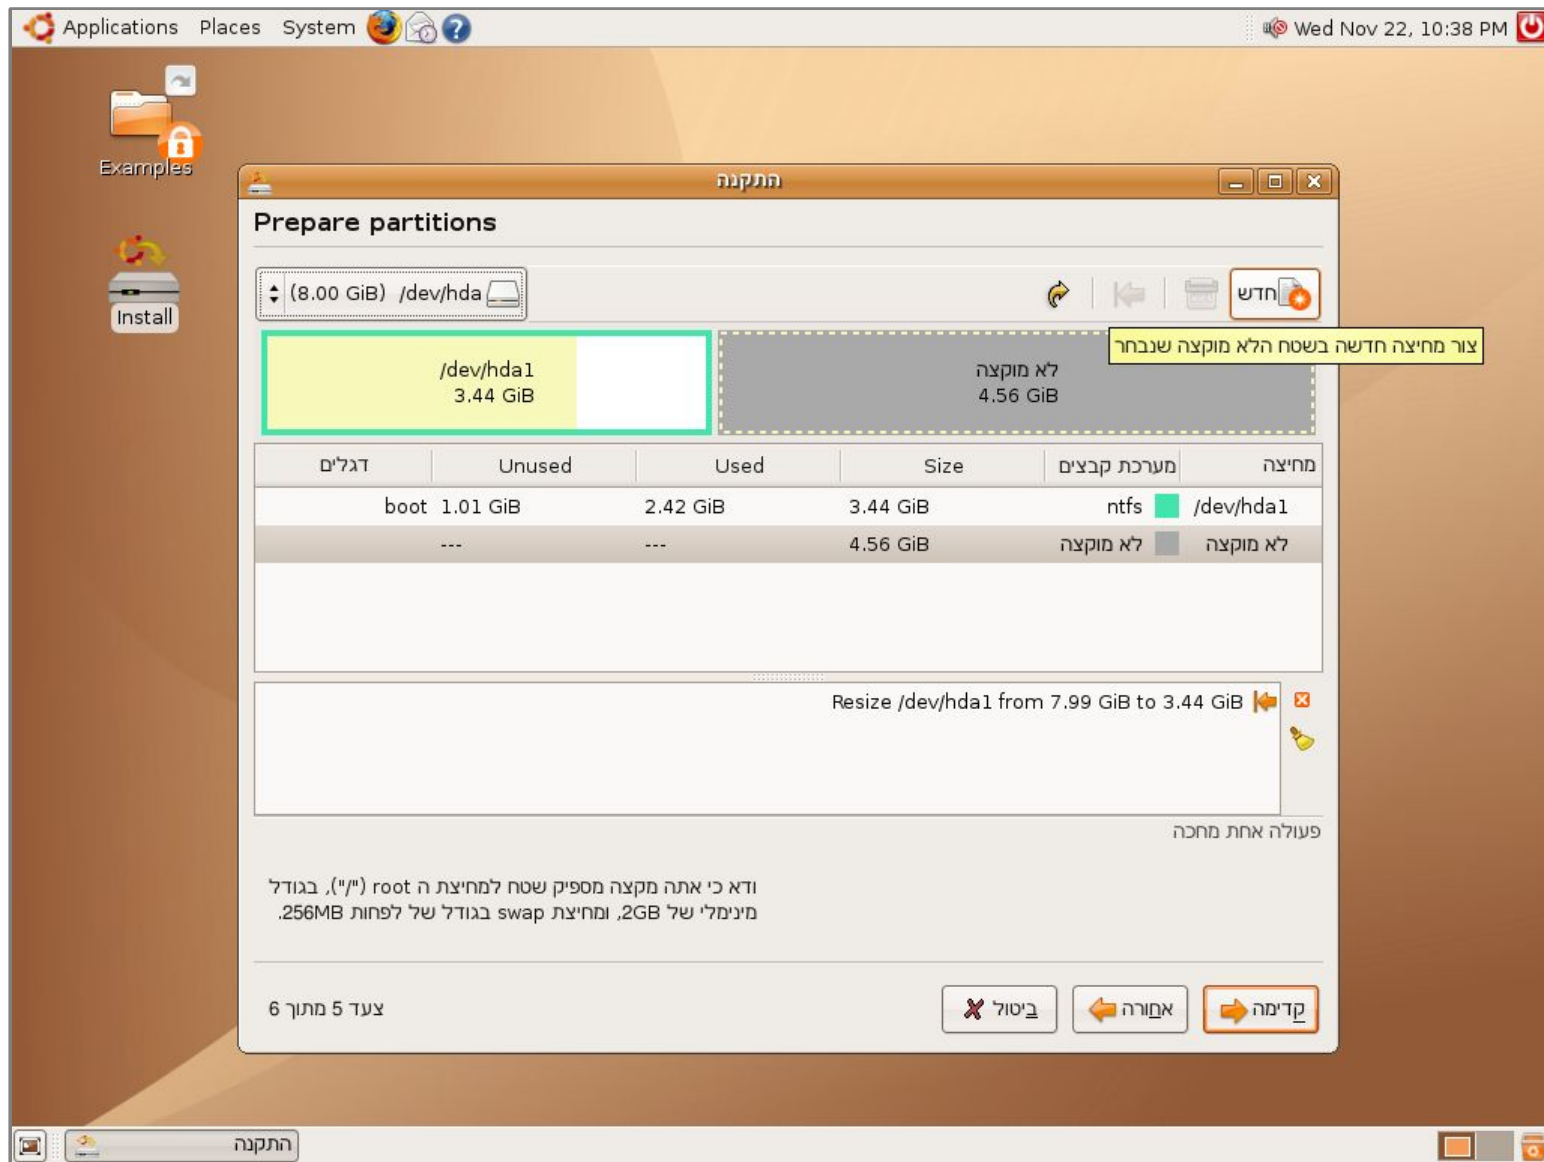 Applications Places System
Wed Nov 22, 10:38 PM
Examples
Install
התקנה
Prepare partitions
(8.00 GiB) /dev/hda
חדש
צור מחיצה חדשה בשטח הלא מוקצה שנבחר
/dev/hda1
3.44 GiB
לא מוקצה
4.56 GiB
מחיצה מערכת קבצים Size Used Unused דגלים
/dev/hda1 ntfs 3.44 GiB 2.42 GiB 1.01 GiB boot
לא מוקצה לא מוקצה 4.56 GiB --- ---
Resize /dev/hda1 from 7.99 GiB to 3.44 GiB
פעולה אחת מחכה
ודא כי אתה מקצה מספיק שטח למחיצת ה root ("/"), בגודל
מינימלי של 2GB, ומחיצת swap בגודל של לפחות 256MB.
צעד 5 מתוך 6
קדימה
אחורה
ביטול
התקנה